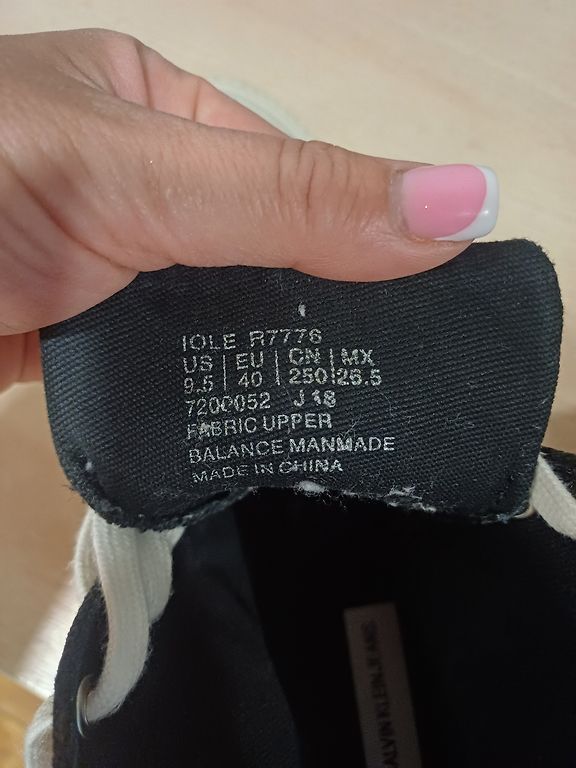 IOLE R7776
US | EU | CN | MX
9.5 | 40 | 250 | 26.5
7200052 J 18
FABRIC UPPER
BALANCE MANMADE
MADE IN CHINA
CALVIN KLEIN JEANS